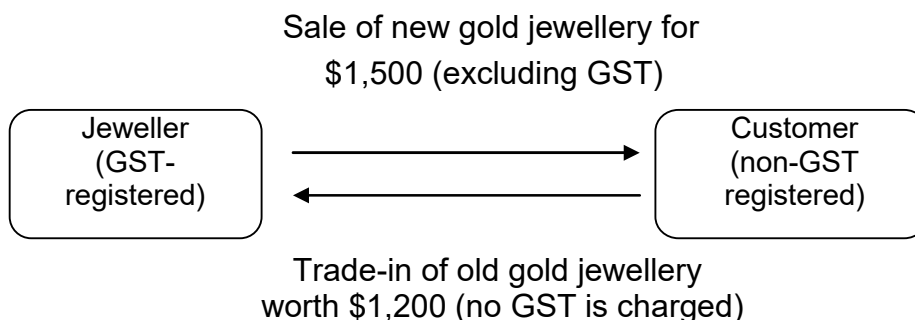 Sale of new gold jewellery for
$1,500 (excluding GST)
Jeweller
(GST-
registered)
Customer
(non-GST
registered)
Trade-in of old gold jewellery
worth $1,200 (no GST is charged)